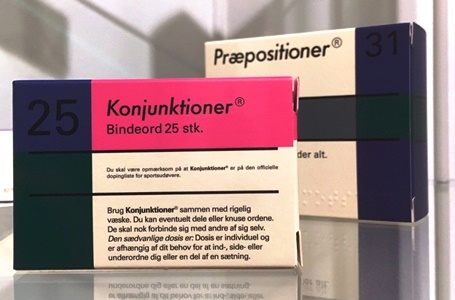 25
Konjunktioner®
Bindeord 25 stk.
Du skal være opmærksom på at Konjunktioner® er på den officielle
dopingliste for sportsudøvere.
Brug Konjunktioner® sammen med rigelig
væske. Du kan eventuelt dele eller knuse ordene.
De skal nok forbinde sig med andre af sig selv.
Den sædvanlige dosis er: Dosis er individuel og
er afhængig af dit behov for at ind-, side- eller
underordne dig eller en del af en sætning.
Præpositioner®
31
der alt.